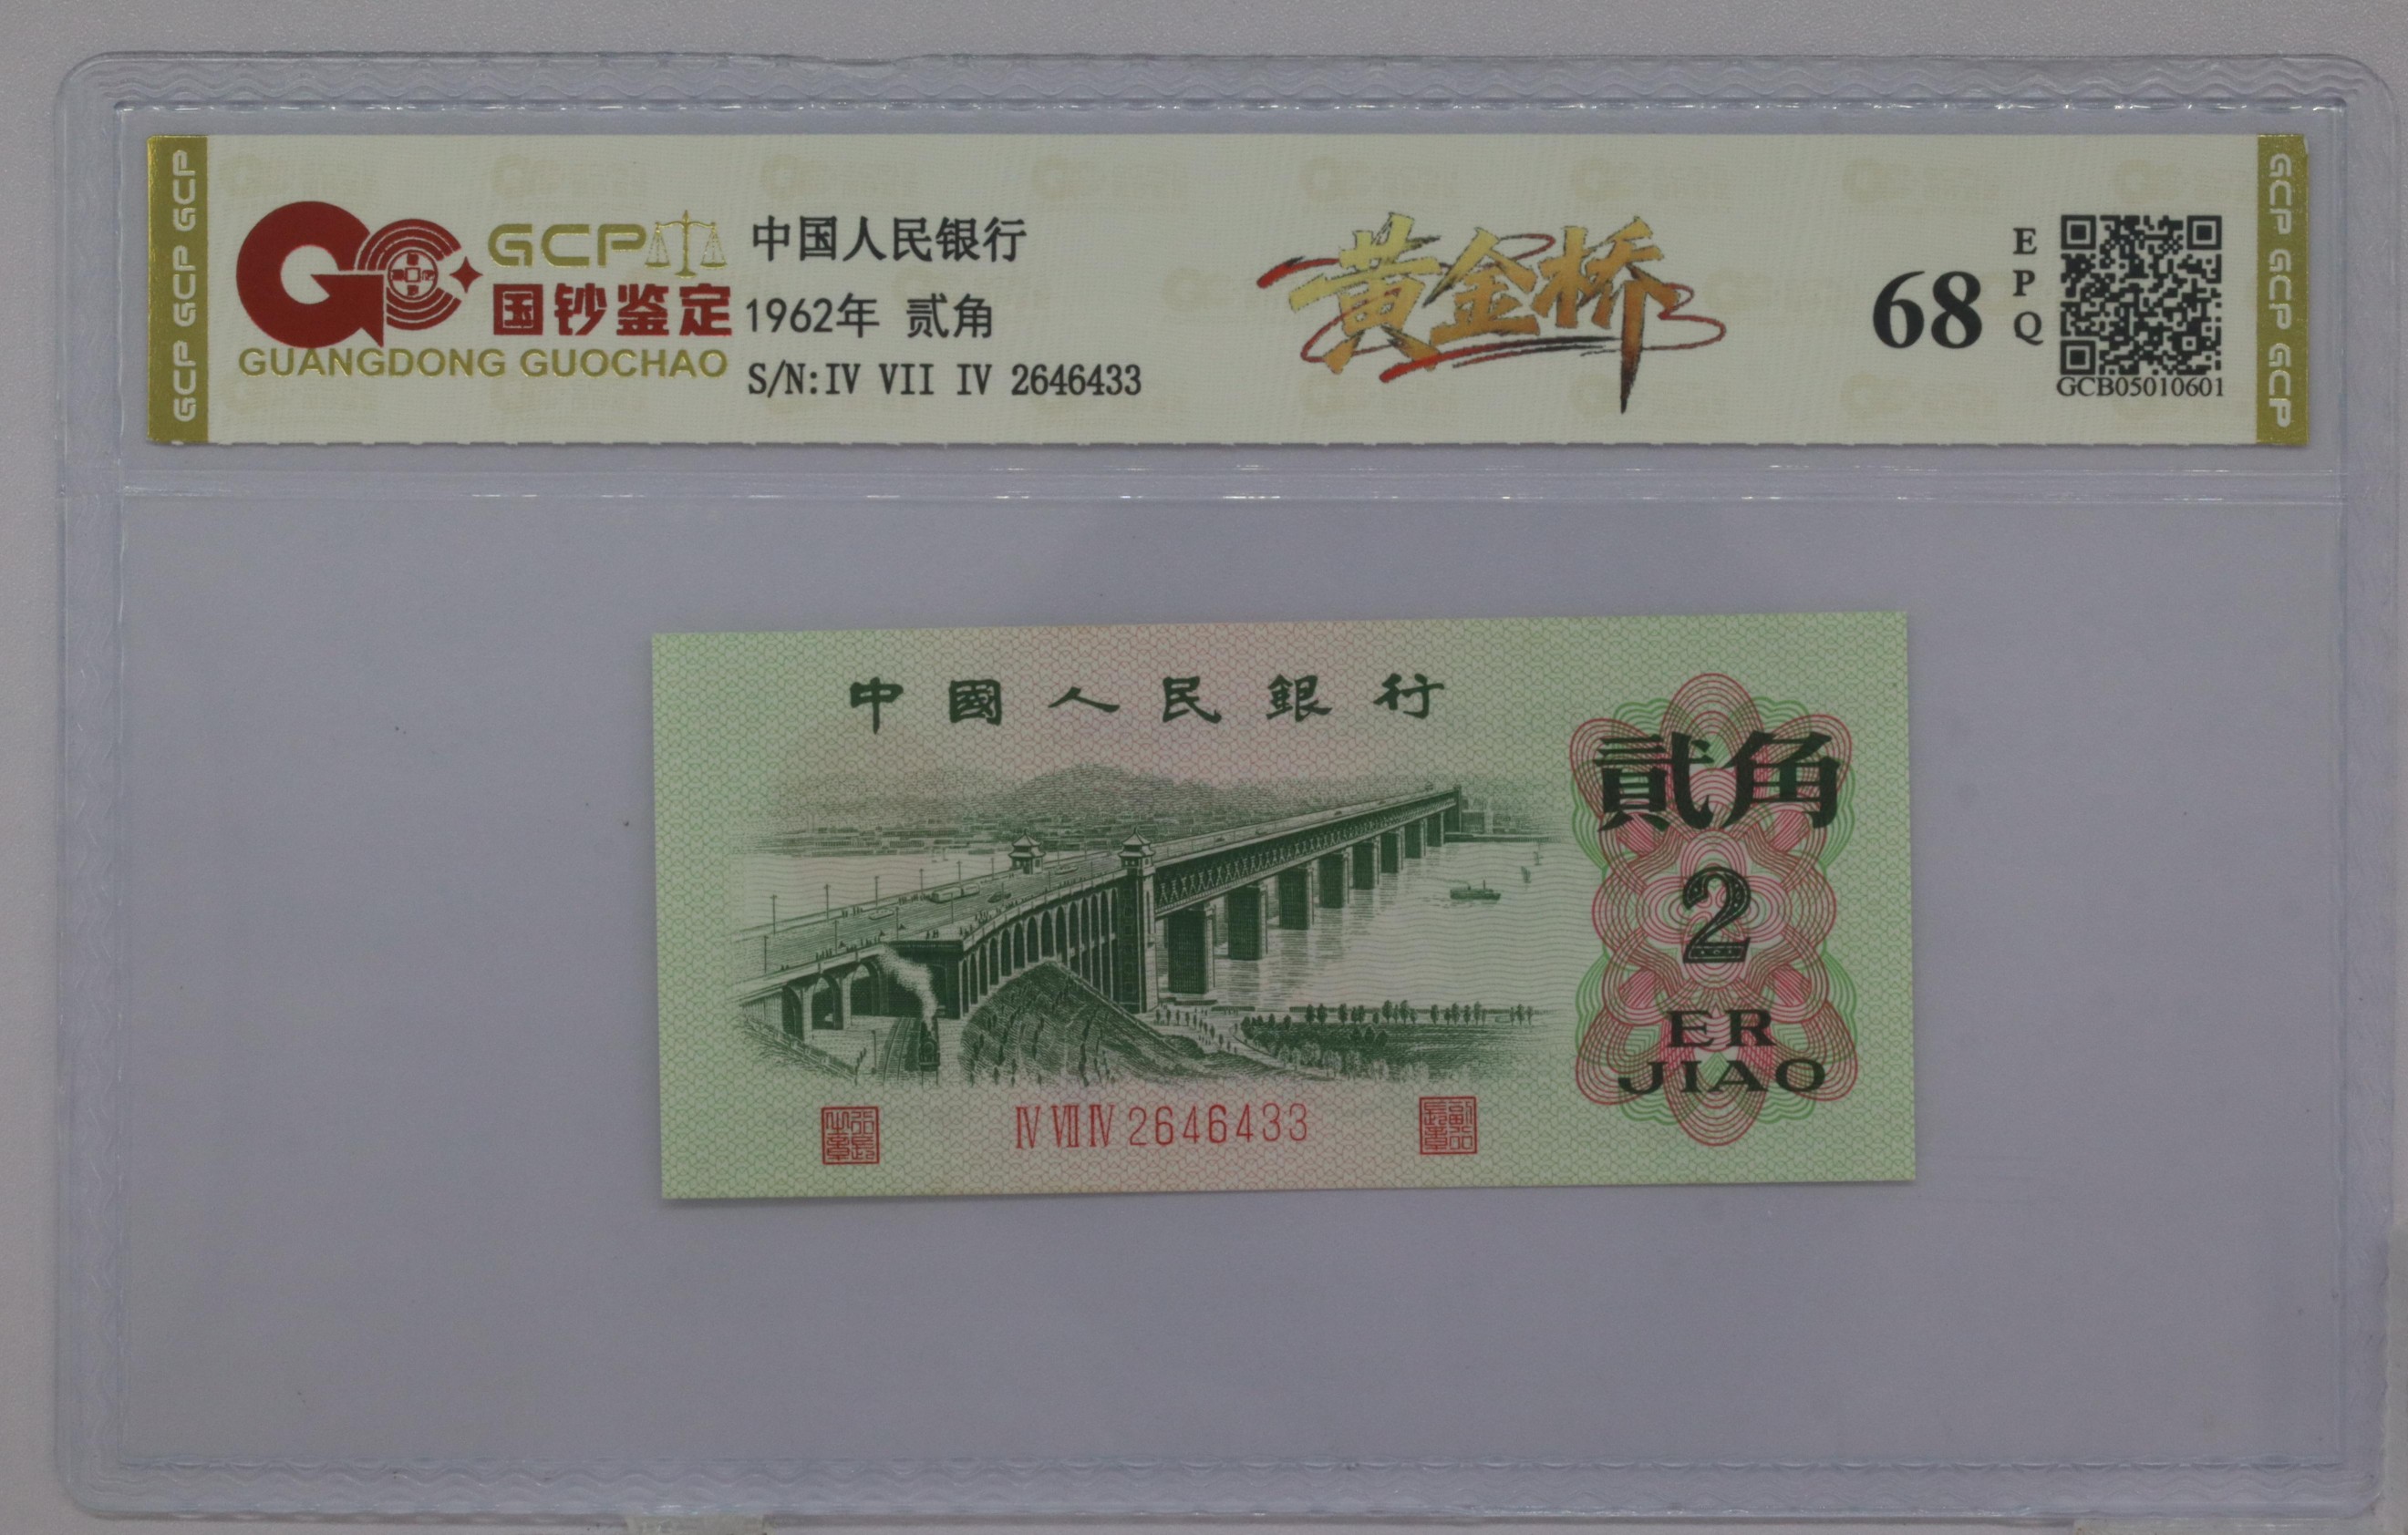 GCP GCP GCP
GCP
国钞鉴定
GUANGDONG GUOCHAO
中国人民银行
1962年 贰角
S/N:IV VII IV 2646433
黄金桥
68
EPQ
GCB05010601
GCP GCP GCP
中國人民銀行
貳角
2
ER
JIAO
IV VII IV 2646433